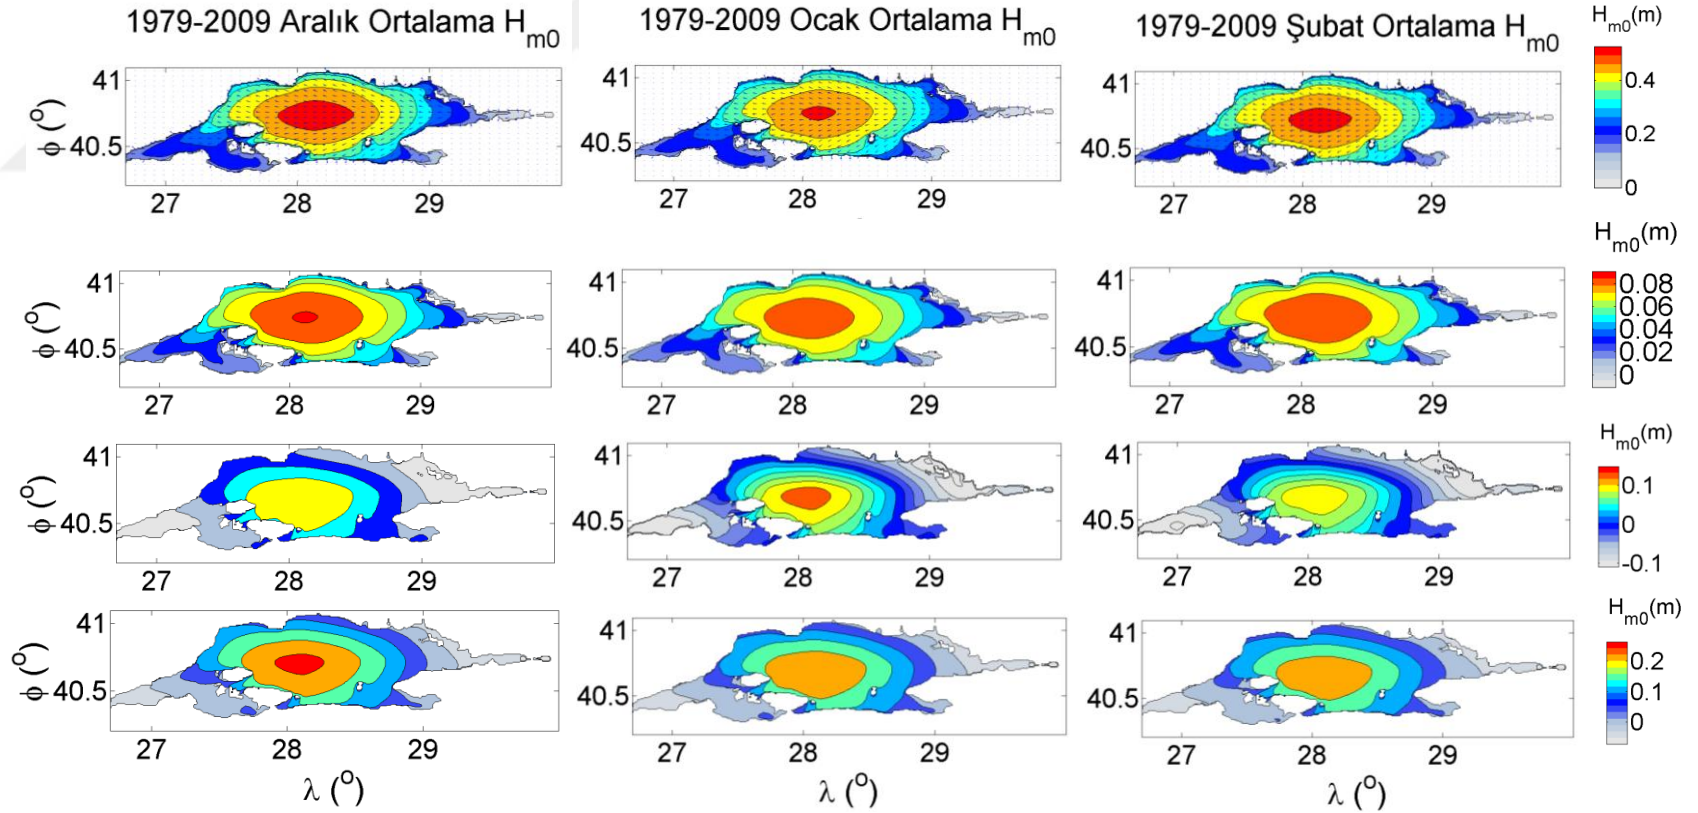 1979-2009 Aralık Ortalama Hm0
1979-2009 Ocak Ortalama Hm0
1979-2009 Şubat Ortalama Hm0
Hm0(m)
41
40.5
ϕ (o)
27 28 29
41
40.5
27 28 29
41
40.5
27 28 29
0.4
0.2
0
Hm0(m)
41
40.5
ϕ (o)
27 28 29
41
40.5
27 28 29
41
40.5
27 28 29
0.08
0.06
0.04
0.02
0
Hm0(m)
41
40.5
ϕ (o)
27 28 29
41
40.5
27 28 29
41
40.5
27 28 29
0.1
0
-0.1
Hm0(m)
41
40.5
ϕ (o)
27 28 29
41
40.5
27 28 29
41
40.5
27 28 29
0.2
0.1
0
λ (o)
λ (o)
λ (o)